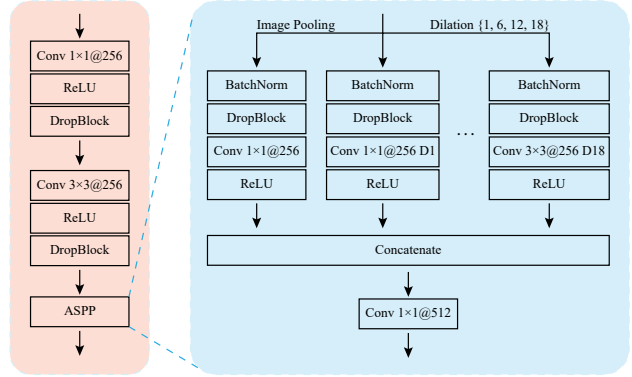 Conv 1×1@256
ReLU
DropBlock
Conv 3×3@256
ReLU
DropBlock
ASPP
Image Pooling
Dilation {1, 6, 12, 18}
BatchNorm
DropBlock
Conv 1×1@256
ReLU
BatchNorm
DropBlock
Conv 1×1@256 D1
ReLU
...
BatchNorm
DropBlock
Conv 3×3@256 D18
ReLU
Concatenate
Conv 1×1@512